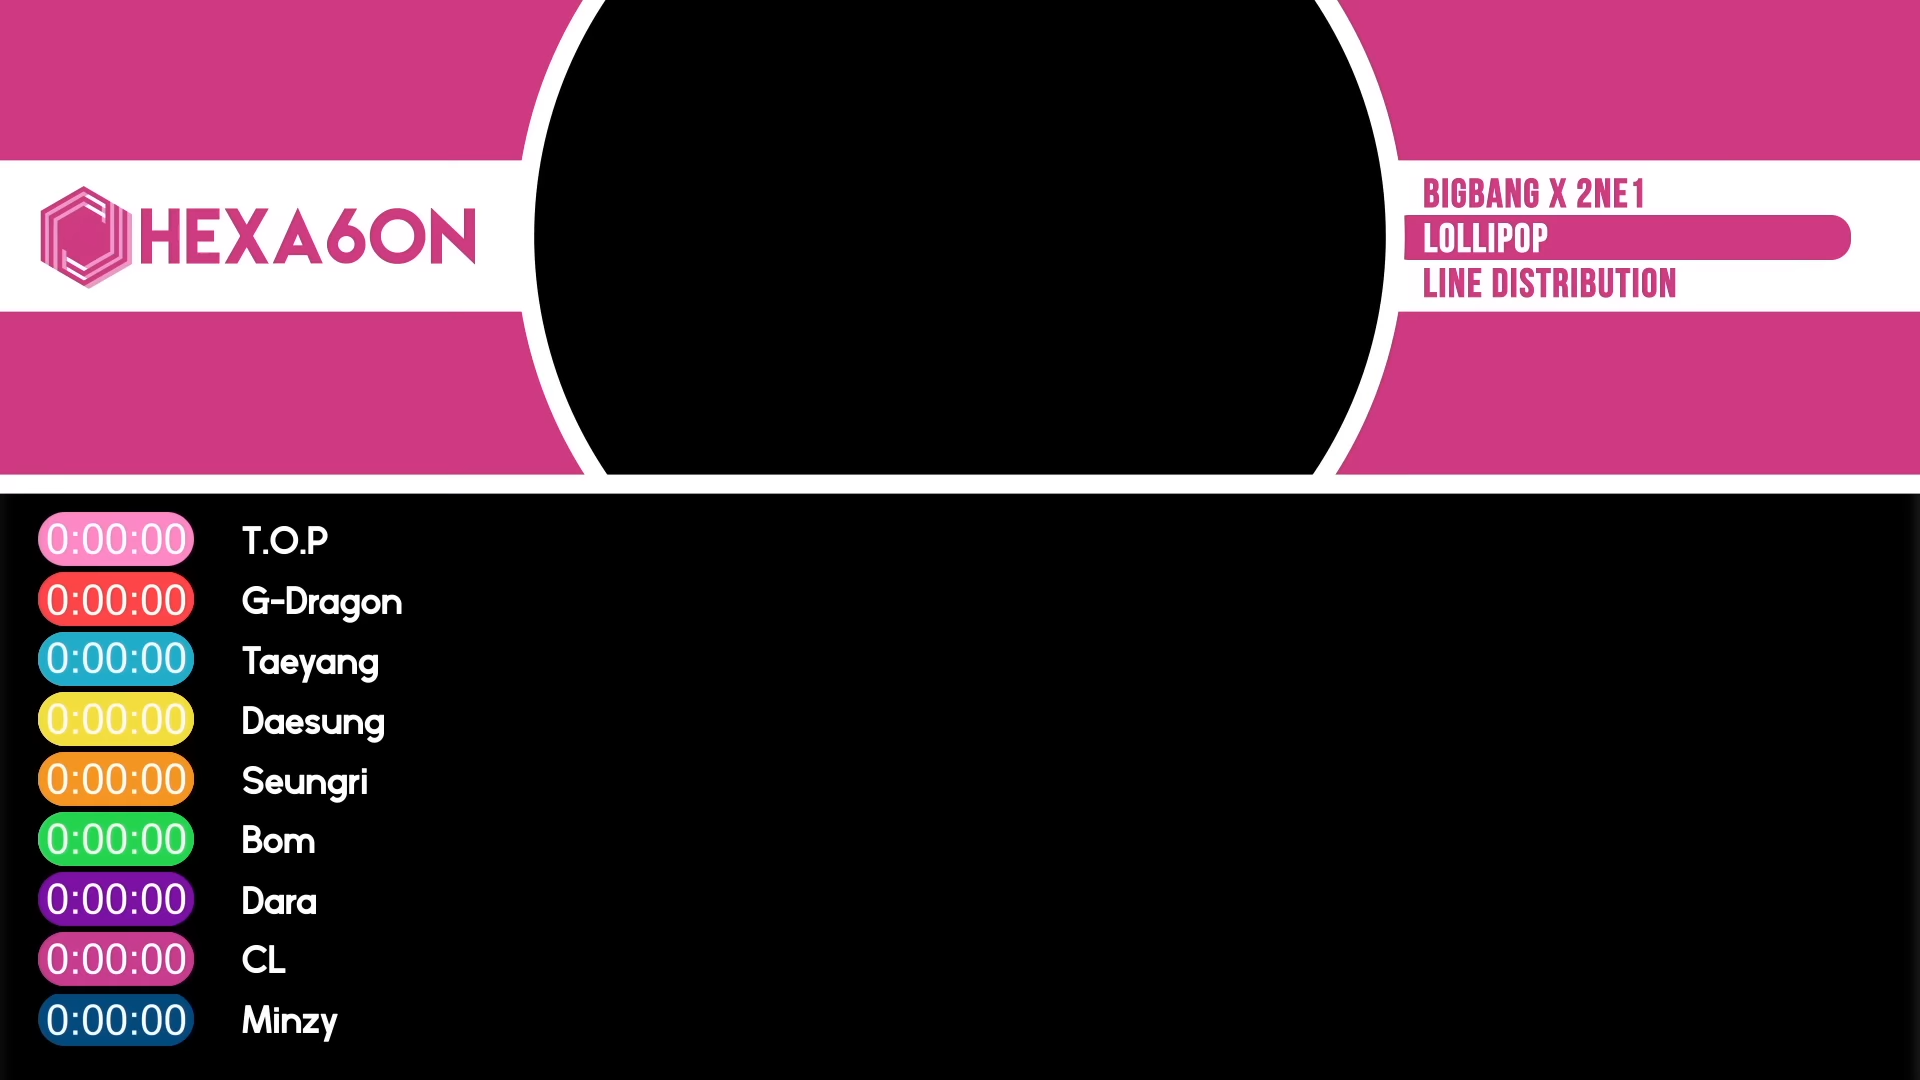 HEXA6ON
BIGBANG X 2NE1
LOLLIPOP
LINE DISTRIBUTION
0:00:00 T.O.P
0:00:00 G-Dragon
0:00:00 Taeyang
0:00:00 Daesung
0:00:00 Seungri
0:00:00 Bom
0:00:00 Dara
0:00:00 CL
0:00:00 Minzy